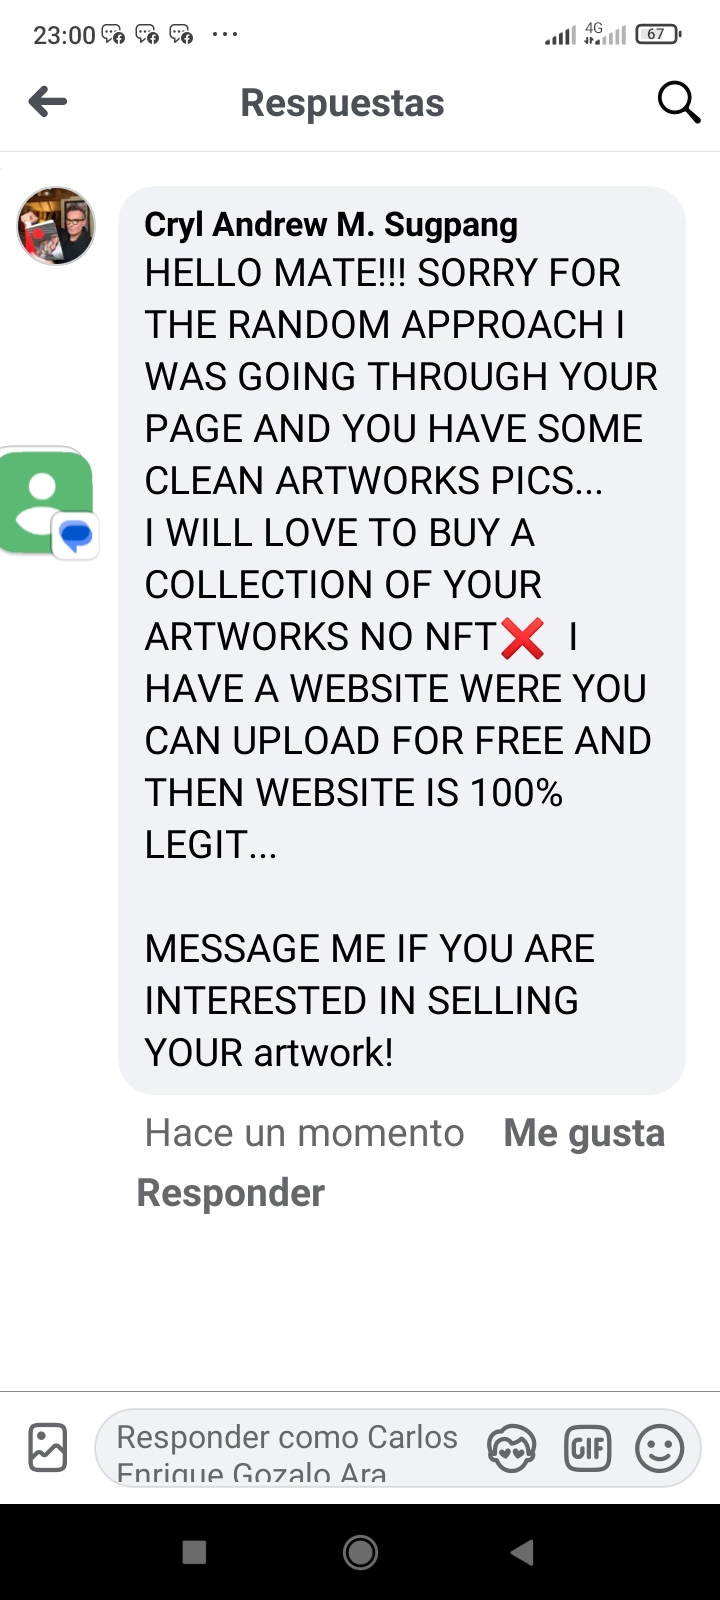 23:00 ... 4G 67
Respuestas
Cryl Andrew M. Sugpang
HELLO MATE!!! SORRY FOR
THE RANDOM APPROACH I
WAS GOING THROUGH YOUR
PAGE AND YOU HAVE SOME
CLEAN ARTWORKS PICS...
I WILL LOVE TO BUY A
COLLECTION OF YOUR
ARTWORKS NO NFT❌ I
HAVE A WEBSITE WERE YOU
CAN UPLOAD FOR FREE AND
THEN WEBSITE IS 100%
LEGIT...
MESSAGE ME IF YOU ARE
INTERESTED IN SELLING
YOUR artwork!
Hace un momento Me gusta
Responder
Responder como Carlos
Enrique Gozalo Ara
GIF